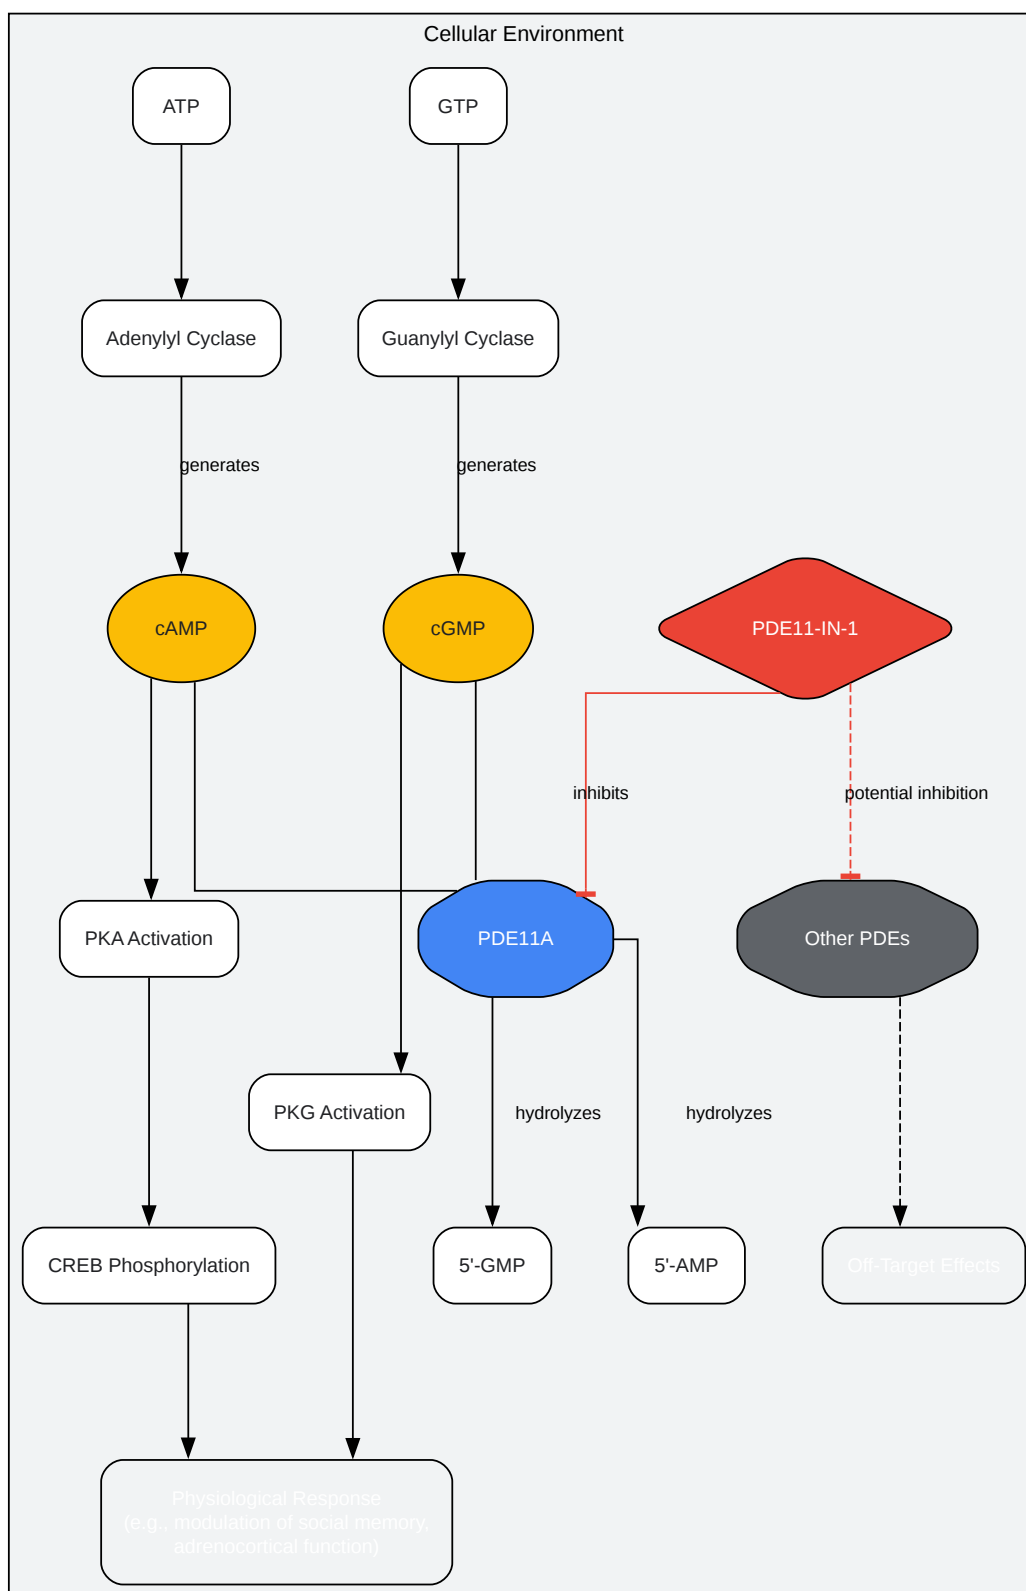 Cellular Environment
ATP
GTP
Adenylyl Cyclase
Guanylyl Cyclase
generates
generates
cAMP
cGMP
PDE11-IN-1
inhibits
potential inhibition
PKA Activation
PDE11A
Other PDEs
PKG Activation
hydrolyzes
hydrolyzes
CREB Phosphorylation
5'-GMP
5'-AMP
Off-Target Effects
Physiological Response
(e.g., modulation of social memory,
adrenocortical function)